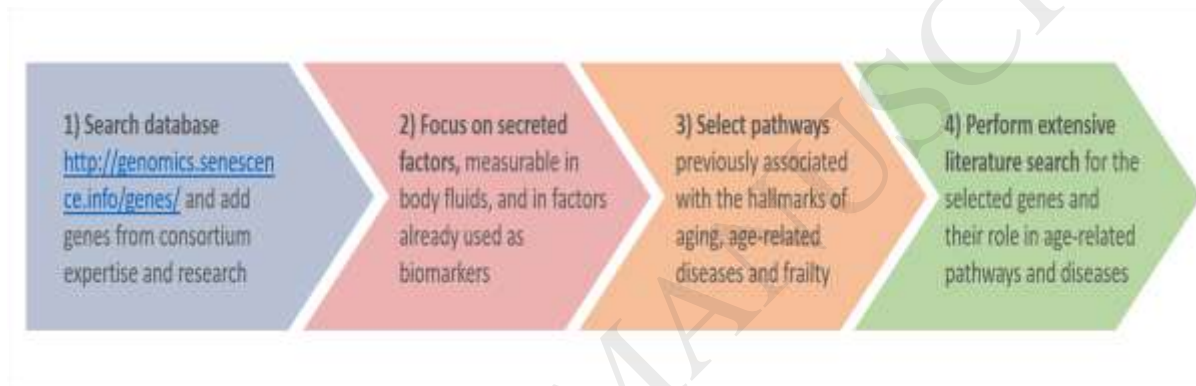 1) Search database
http://genomics.senescen
ce.info/genes/ and add
genes from consortium
expertise and research
2) Focus on secreted
factors, measurable in
body fluids, and in factors
already used as
biomarkers
3) Select pathways
previously associated
with the hallmarks of
aging, age-related
diseases and frailty
4) Perform extensive
literature search for the
selected genes and
their role in age-related
pathways and diseases
MANUSC